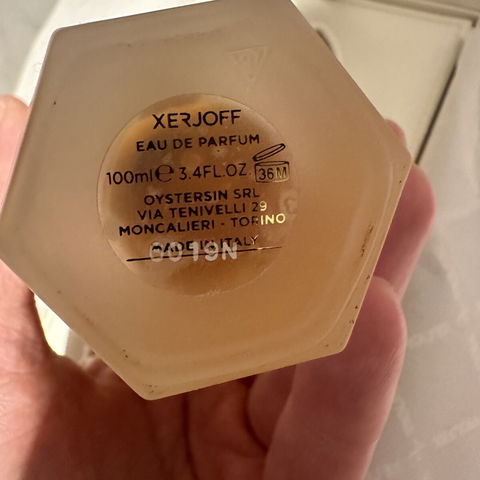 XERJOFF
EAU DE PARFUM
100ml℮ 3.4FL.OZ. 36M
OYSTERSIN SRL
VIA TENIVELLI 29
MONCALIERI - TORINO
MADE IN ITALY
6019N